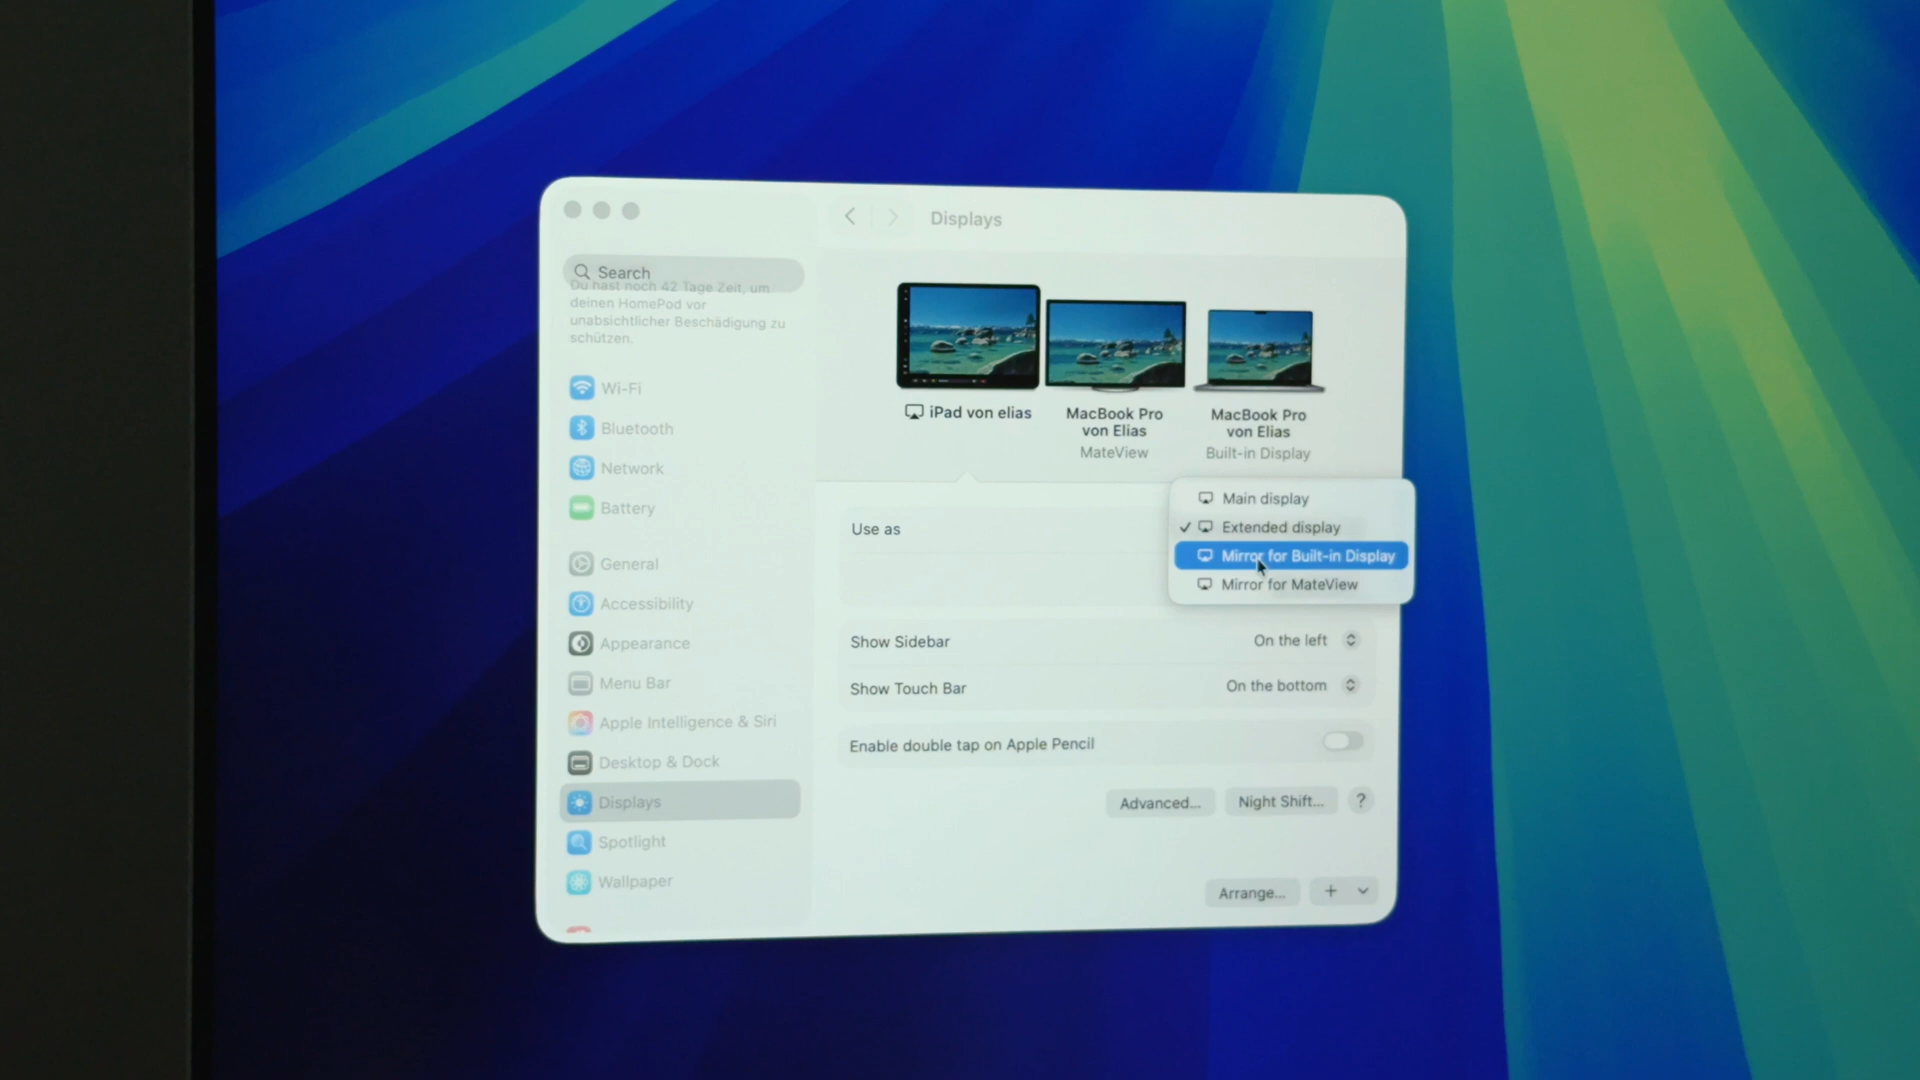 Displays
Search
Du hast noch 42 Tage Zeit, um
deinen HomePod vor
unabsichtlicher Beschädigung zu
schützen.
Wi-Fi
Bluetooth
Network
Battery
General
Accessibility
Appearance
Menu Bar
Apple Intelligence & Siri
Desktop & Dock
Displays
Spotlight
Wallpaper
iPad von elias
MacBook Pro
von Elias
MateView
MacBook Pro
von Elias
Built-in Display
Use as
Main display
Extended display
Mirror for Built-in Display
Mirror for MateView
Show Sidebar
On the left
Show Touch Bar
On the bottom
Enable double tap on Apple Pencil
Advanced...
Night Shift...
?
Arrange...
+